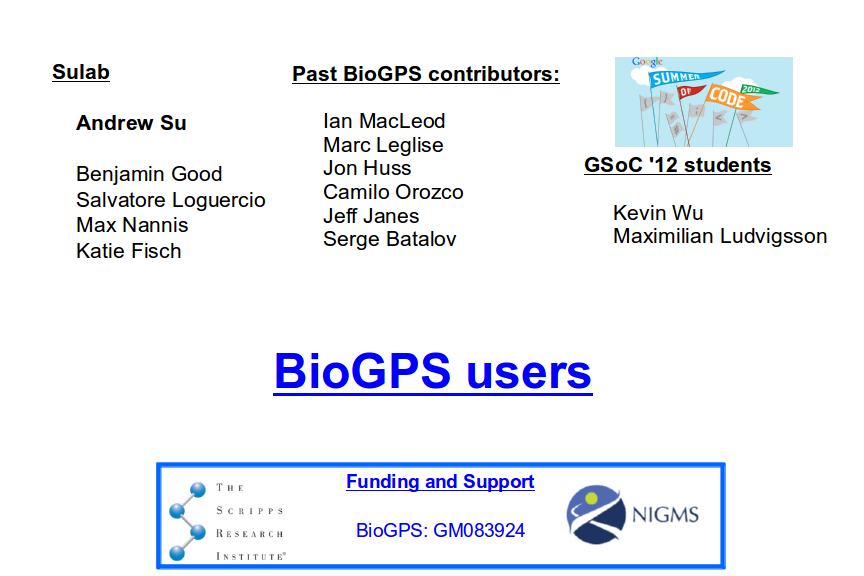 Sulab
Andrew Su
Benjamin Good
Salvatore Loguercio
Max Nannis
Katie Fisch
Past BioGPS contributors:
Ian MacLeod
Marc Leglise
Jon Huss
Camilo Orozco
Jeff Janes
Serge Batalov
Google
SUMMER
OF
CODE
2012
GSoC '12 students
Kevin Wu
Maximilian Ludvigsson
BioGPS users
THE
SCRIPPS
RESEARCH
INSTITUTE®
Funding and Support
BioGPS: GM083924
NIGMS